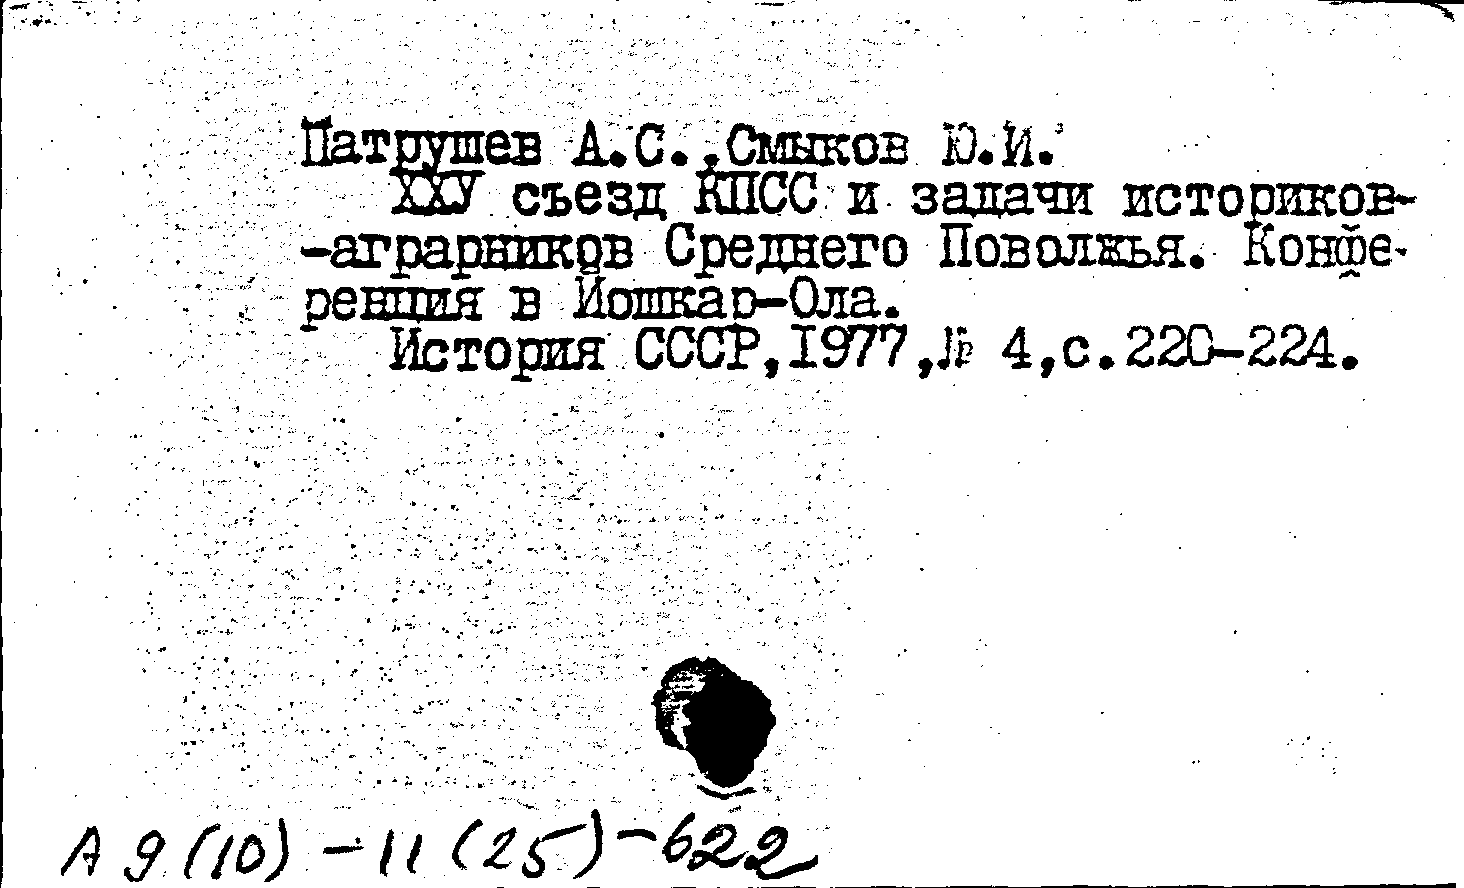 Патрушев А.С.,Смыков Ю.И.
ХХУ съезд КПСС и задачи историков-
-аграрников Среднего Поволжья. Конфе-
ренция в Йошкар-Ола.
История СССР,1977,№ 4,с.220-224.
А 9(10) - 11 (25) - 622